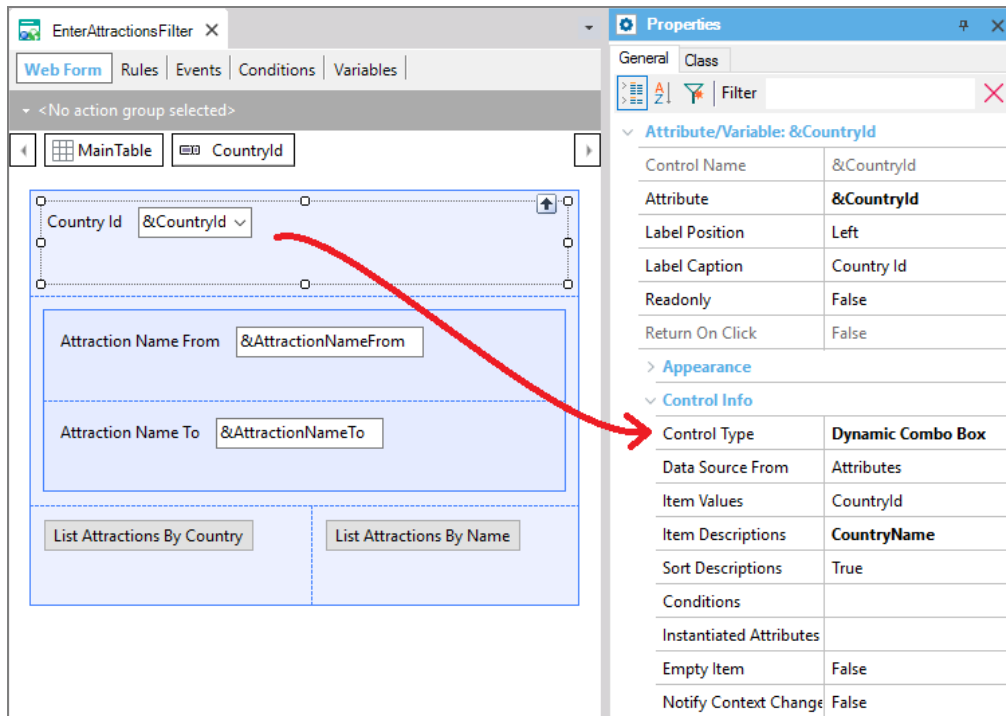 EnterAttractionsFilter
Web Form Rules Events Conditions Variables
<No action group selected>
MainTable CountryId
Country Id &CountryId
Attraction Name From &AttractionNameFrom
Attraction Name To &AttractionNameTo
List Attractions By Country List Attractions By Name
Properties
General Class
Filter
Attribute/Variable: &CountryId
Control Name &CountryId
Attribute &CountryId
Label Position Left
Label Caption Country Id
Readonly False
Return On Click False
Appearance
Control Info
Control Type Dynamic Combo Box
Data Source From Attributes
Item Values CountryId
Item Descriptions CountryName
Sort Descriptions True
Conditions
Instantiated Attributes
Empty Item False
Notify Context Change False